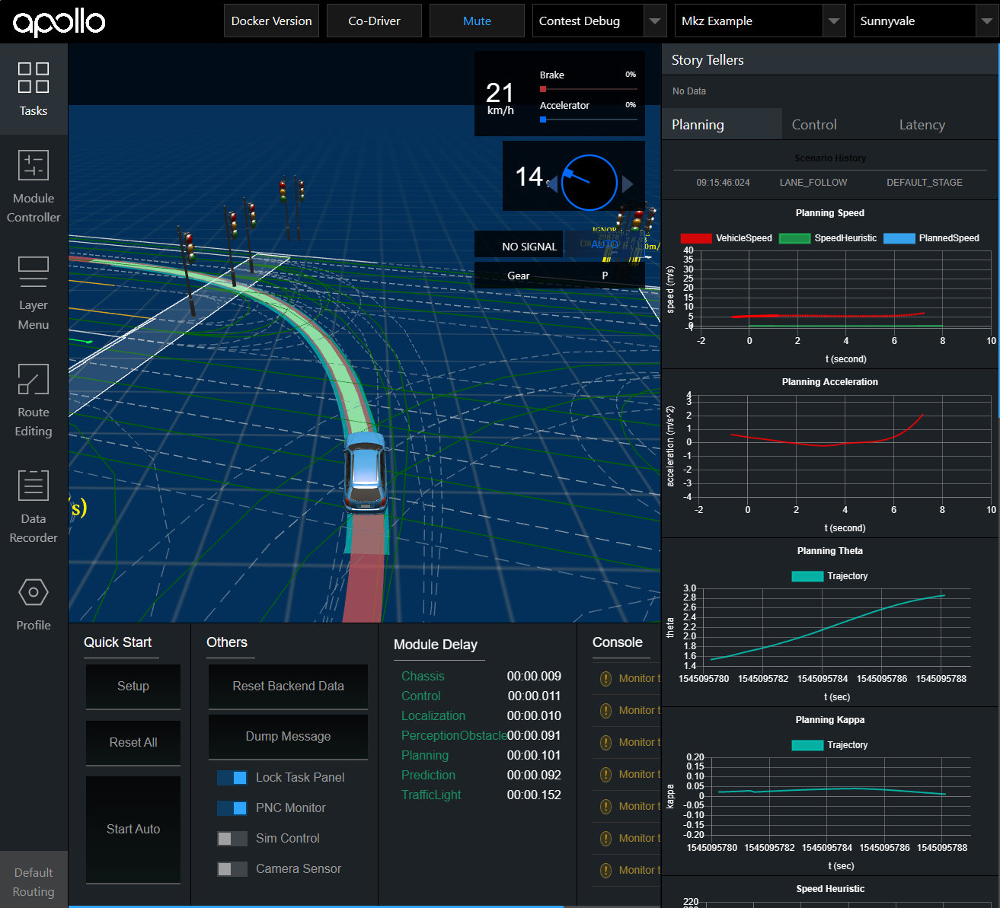 apollo
Docker Version
Co-Driver
Mute
Contest Debug
Mkz Example
Sunnyvale
Tasks
Module
Controller
Layer
Menu
Route
Editing
Data
Recorder
Profile
Default
Routing
21
km/h
Brake
0%
Accelerator
0%
14
NO SIGNAL
AUTO
Gear
P
/s)
Story Tellers
No Data
Planning
Control
Latency
Scenario History
09:15:46:024
LANE_FOLLOW
DEFAULT_STAGE
Planning Speed
VehicleSpeed
SpeedHeuristic
PlannedSpeed
speed (m/s)
40
35
30
25
20
15
10
5
0
-1
-2
0
2
4
6
8
10
t (second)
Planning Acceleration
acceleration (m/s^2)
4
3
2
1
0
-1
-2
-3
-4
-2
0
2
4
6
8
10
t (second)
Planning Theta
Trajectory
theta
3.0
2.8
2.6
2.4
2.2
2.0
1.8
1.6
1.4
1545095780
1545095782
1545095784
1545095786
1545095788
t (sec)
Planning Kappa
Trajectory
kappa
0.20
0.15
0.10
0.05
0
-0.05
-0.10
-0.15
-0.20
1545095780
1545095782
1545095784
1545095786
1545095788
t (sec)
Speed Heuristic
220
Quick Start
Setup
Reset All
Start Auto
Others
Reset Backend Data
Dump Message
Lock Task Panel
PNC Monitor
Sim Control
Camera Sensor
Module Delay
Chassis 00:00.009
Control 00:00.011
Localization 00:00.010
PerceptionObstacle 00:00.091
Planning 00:00.101
Prediction 00:00.092
TrafficLight 00:00.152
Console
Monitor t
Monitor t
Monitor t
Monitor t
Monitor t
Monitor t
Monitor t